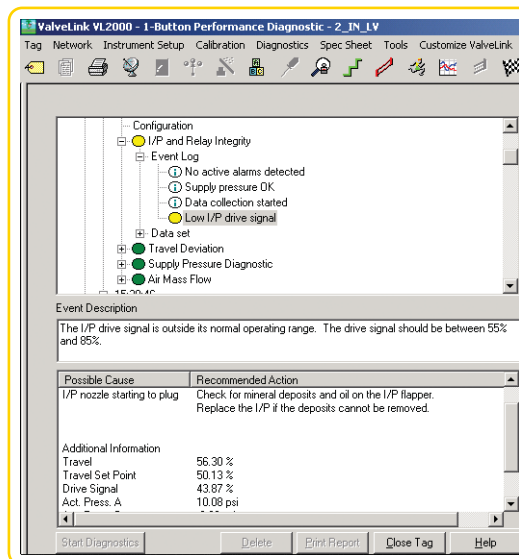 ValveLink VL2000 - 1-Button Performance Diagnostic - 2_IN_LV
Tag Network Instrument Setup Calibration Diagnostics Spec Sheet Tools Customize ValveLink
Configuration
I/P and Relay Integrity
Event Log
No active alarms detected
Supply pressure OK
Data collection started
Low I/P drive signal
Data set
Travel Deviation
Supply Pressure Diagnostic
Air Mass Flow
Event Description
The I/P drive signal is outside its normal operating range. The drive signal should be between 55%
and 85%.
Possible Cause Recommended Action
I/P nozzle starting to plug Check for mineral deposits and oil on the I/P flapper.
Replace the I/P if the deposits cannot be removed.
Additional Information
Travel 56.30 %
Travel Set Point 50.13 %
Drive Signal 43.87 %
Act. Press. A 10.08 psi
Start Diagnostics Delete Print Report Close Tag Help